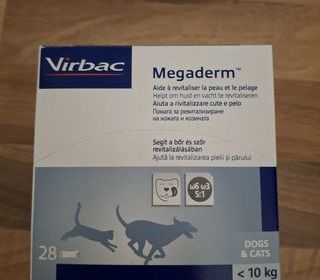 Virbac
Megaderm™
Aide à revitaliser la peau et le pelage
Helpt om huid en vacht te revitaliseren
Aiuta a rivitalizzare cute e pelo
Помага за ревитализиране
на кожата и козината
Segít a bőr és szőr
revitalizálásában
Ajută la revitalizarea pielii și părului
ω6 ω3
5:1
28
DOGS
& CATS
< 10 kg